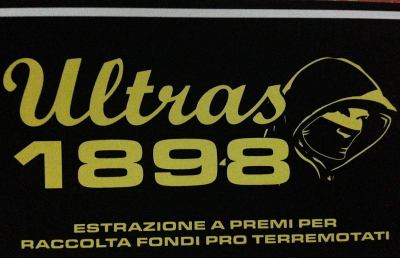 Ultras
1898
ESTRAZIONE A PREMI PER
RACCOLTA FONDI PRO TERREMOTATI